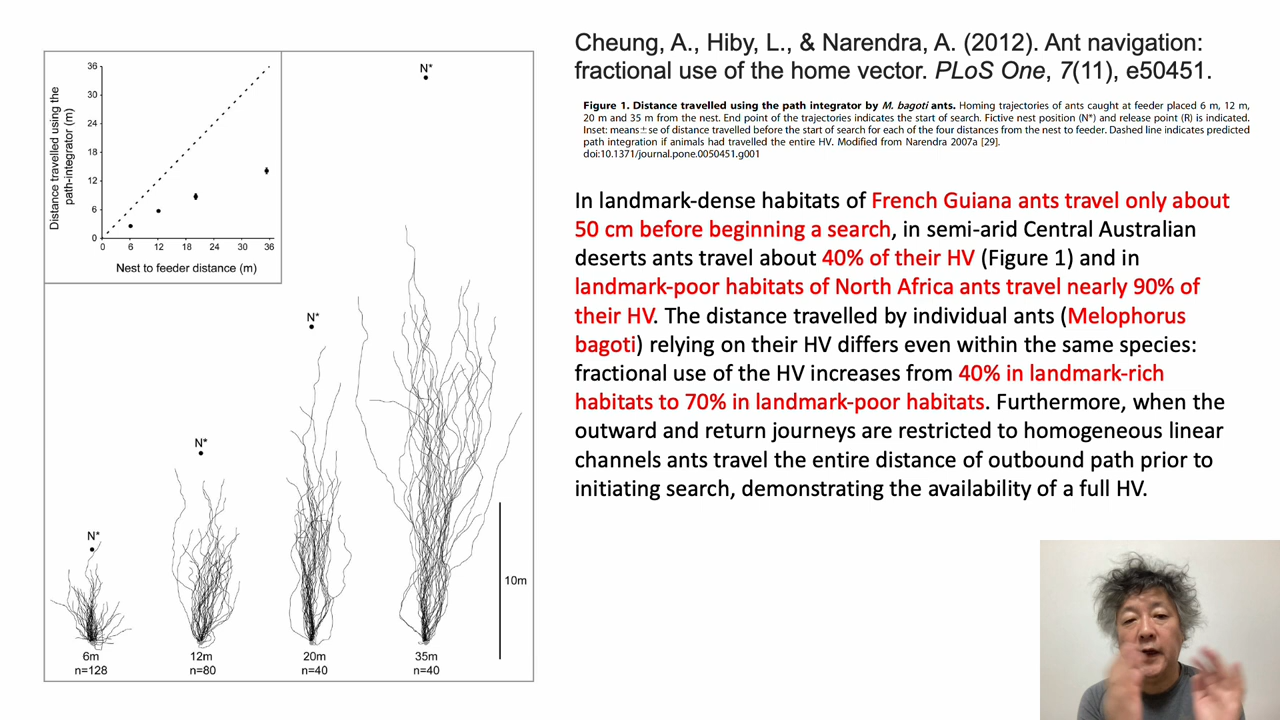 Cheung, A., Hiby, L., & Narendra, A. (2012). Ant navigation:
fractional use of the home vector. PLoS One, 7(11), e50451.
Figure 1. Distance travelled using the path integrator by M. bagoti ants. Homing trajectories of ants caught at feeder placed 6 m, 12 m,
20 m and 35 m from the nest. End point of the trajectories indicates the start of search. Fictive nest position (N*) and release point (R) is indicated.
Inset: means±se of distance travelled before the start of search for each of the four distances from the nest to feeder. Dashed line indicates predicted
path integration if animals had travelled the entire HV. Modified from Narendra 2007a [29].
doi:10.1371/journal.pone.0050451.g001
In landmark-dense habitats of French Guiana ants travel only about
50 cm before beginning a search, in semi-arid Central Australian
deserts ants travel about 40% of their HV (Figure 1) and in
landmark-poor habitats of North Africa ants travel nearly 90% of
their HV. The distance travelled by individual ants (Melophorus
bagoti) relying on their HV differs even within the same species:
fractional use of the HV increases from 40% in landmark-rich
habitats to 70% in landmark-poor habitats. Furthermore, when the
outward and return journeys are restricted to homogeneous linear
channels ants travel the entire distance of outbound path prior to
initiating search, demonstrating the availability of a full HV.
Distance travelled using the
path-integrator (m)
36
30
24
18
12
6
0
0 6 12 18 24 30 36
Nest to feeder distance (m)
N*
N*
N*
N*
10m
6m 12m 20m 35m
n=128 n=80 n=40 n=40